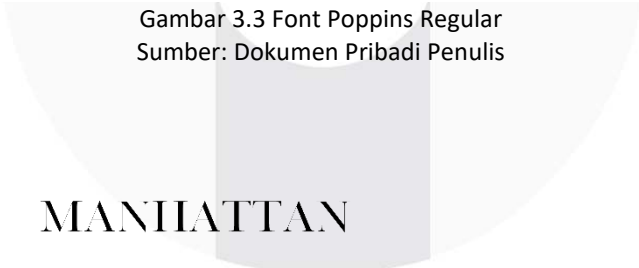 Gambar 3.3 Font Poppins Regular
Sumber: Dokumen Pribadi Penulis
MANHATTAN